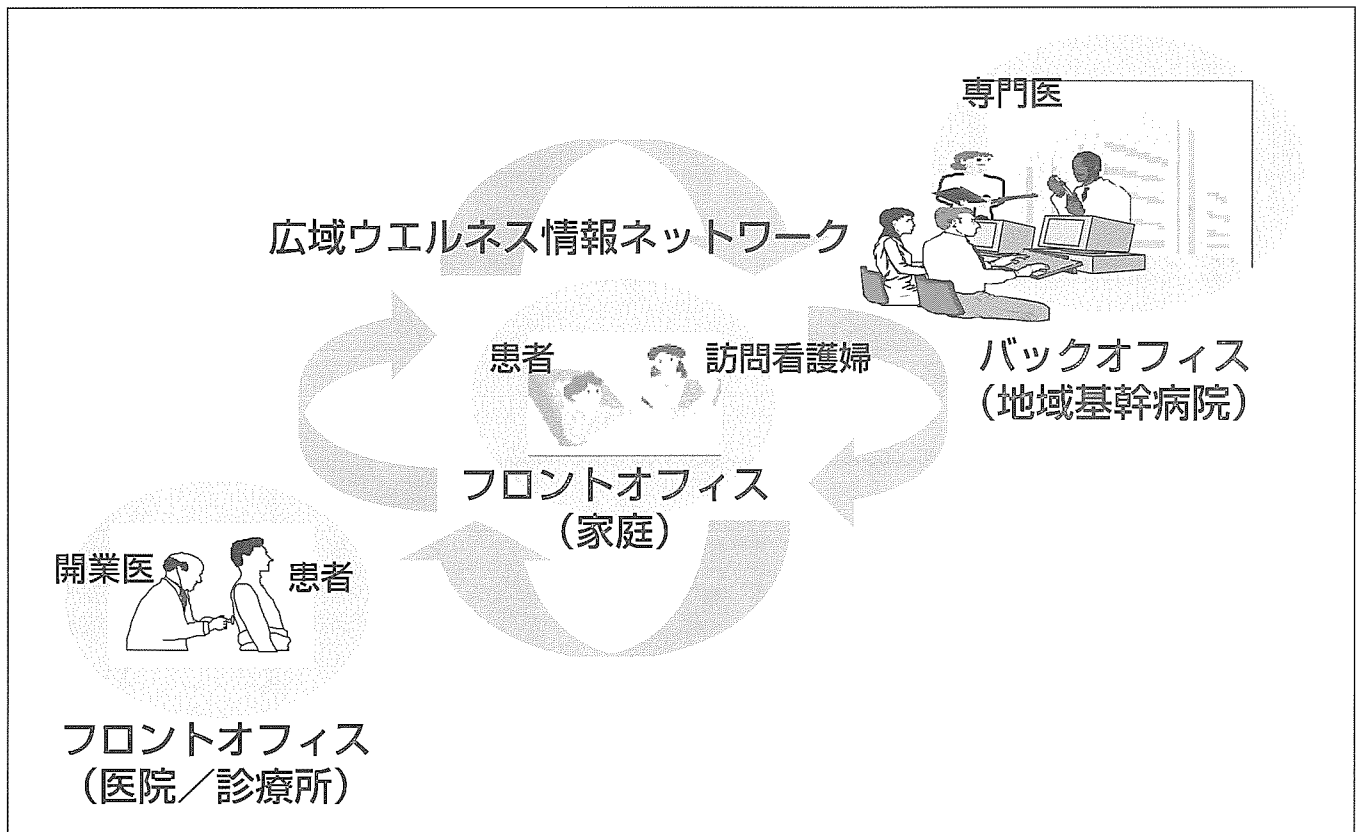 専門医
広域ウエルネス情報ネットワーク
患者
訪問看護婦
バックオフィス
（地域基幹病院）
フロントオフィス
（家庭）
開業医
患者
フロントオフィス
（医院／診療所）